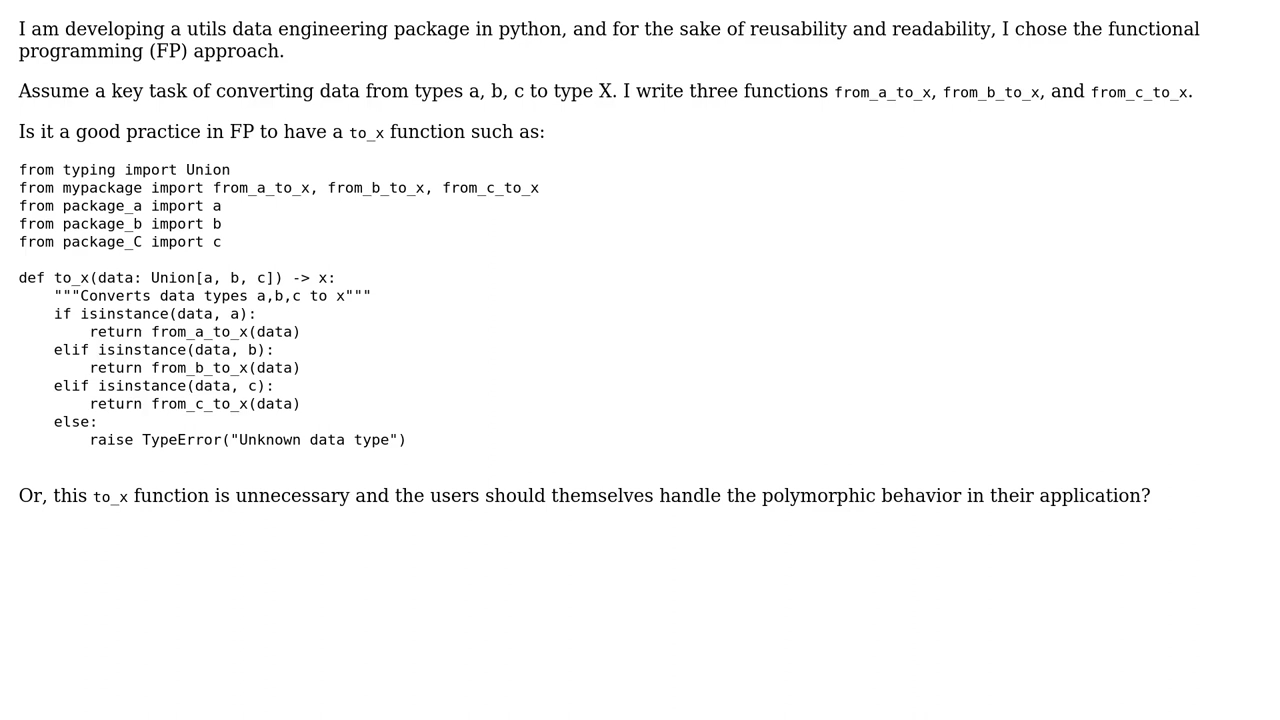 I am developing a utils data engineering package in python, and for the sake of reusability and readability, I chose the functional
programming (FP) approach.
Assume a key task of converting data from types a, b, c to type X. I write three functions from_a_to_x, from_b_to_x, and from_c_to_x.
Is it a good practice in FP to have a to_x function such as:
from typing import Union
from mypackage import from_a_to_x, from_b_to_x, from_c_to_x
from package_a import a
from package_b import b
from package_C import c
def to_x(data: Union[a, b, c]) -> x:
    """Converts data types a,b,c to x"""
    if isinstance(data, a):
        return from_a_to_x(data)
    elif isinstance(data, b):
        return from_b_to_x(data)
    elif isinstance(data, c):
        return from_c_to_x(data)
    else:
        raise TypeError("Unknown data type")
Or, this to_x function is unnecessary and the users should themselves handle the polymorphic behavior in their application?